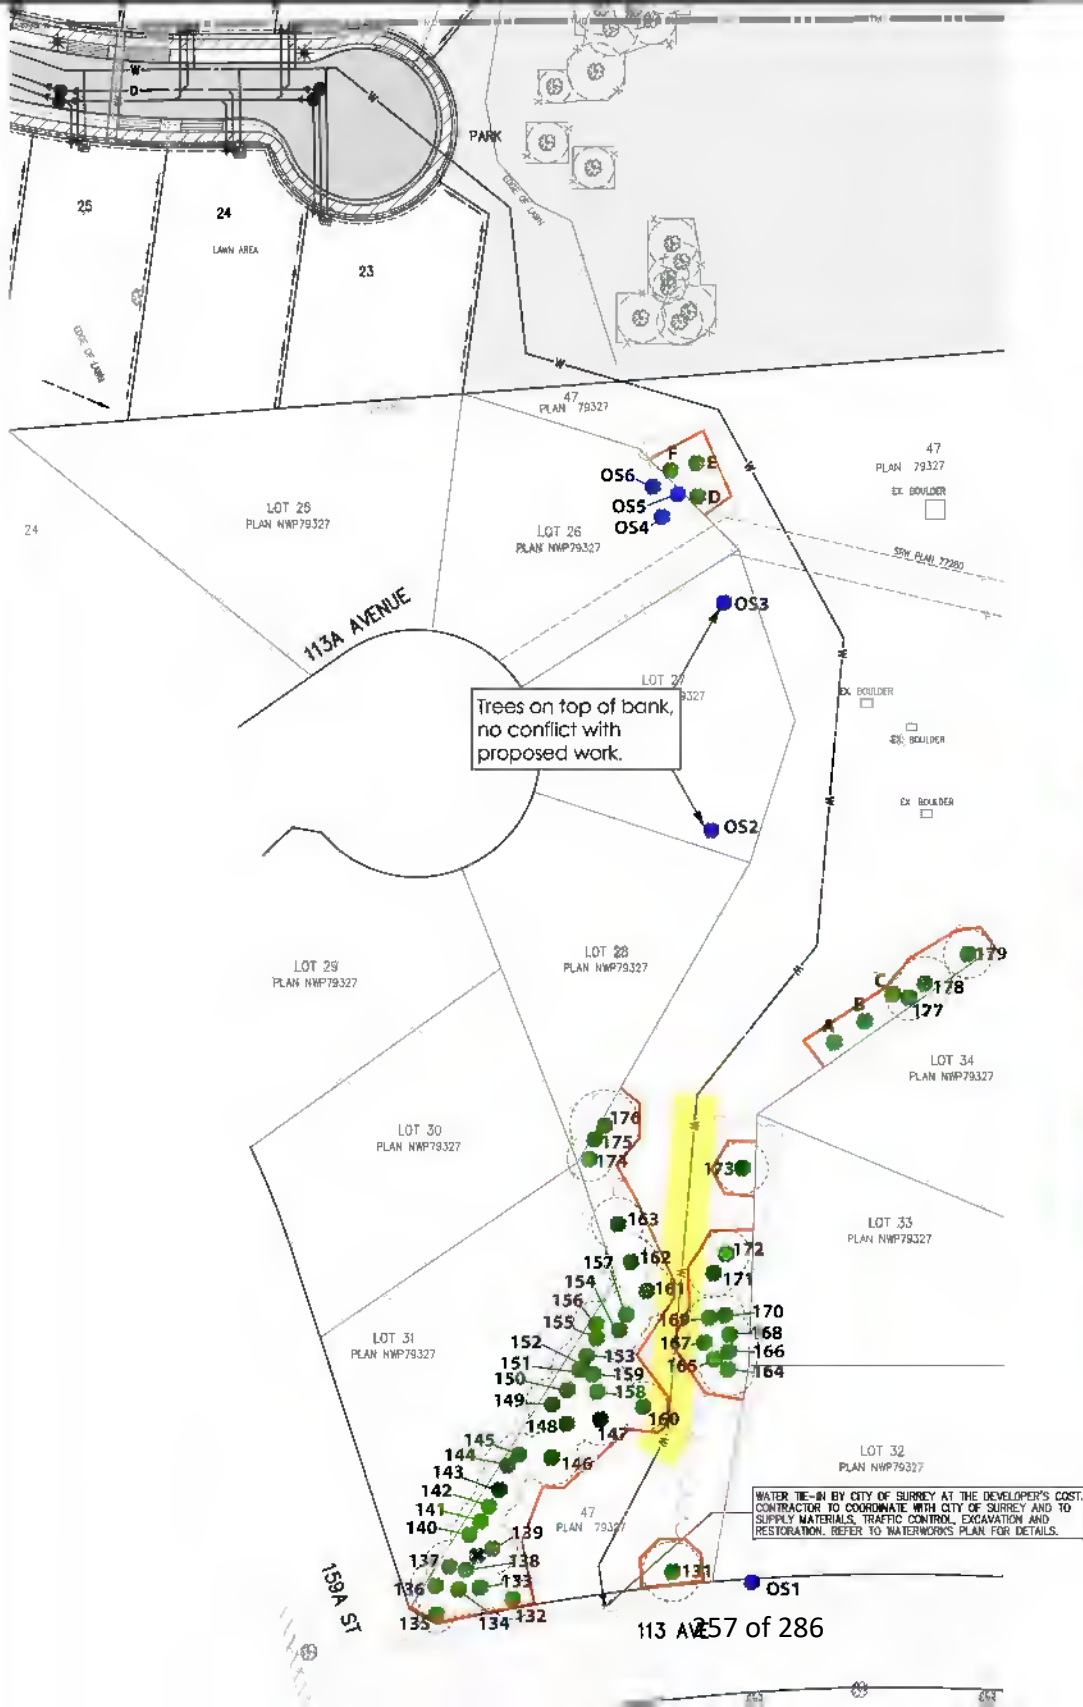 W
D
W
PARK
EDGE OF LAWN
25
24
LAWN AREA
23
EDGE OF LAWN
47
PLAN 79327
47
PLAN 79327
EX BOULDER
F
E
D
OS6
OS5
OS4
W
LOT 25
PLAN NWP79327
LOT 26
PLAN NWP79327
24
SRW PLAN 77280
113A AVENUE
OS3
LOT 27
9327
W
Trees on top of bank,
no conflict with
proposed work.
EX BOULDER
EX BOULDER
EX BOULDER
W
OS2
LOT 28
PLAN NWP79327
LOT 29
PLAN NWP79327
W
179
178
177
C
B
A
LOT 34
PLAN NWP79327
176
175
174
W
173
LOT 30
PLAN NWP79327
LOT 33
PLAN NWP79327
163
162
161
157
154
156
155
152
151
150
149
153
159
158
160
148
147
172
171
W
170
169
168
167
166
165
164
LOT 31
PLAN NWP79327
145
144
143
142
141
140
146
W
LOT 32
PLAN NWP79327
WATER TIE-IN BY CITY OF SURREY AT THE DEVELOPER'S COST.
CONTRACTOR TO COORDINATE WITH CITY OF SURREY AND TO
SUPPLY MATERIALS, TRAFFIC CONTROL, EXCAVATION AND
RESTORATION. REFER TO WATERWORKS PLAN FOR DETAILS.
47
PLAN 79327
139
138
137
136
135
134
133
132
131
OS1
159A ST
113 AVE
257 of 286